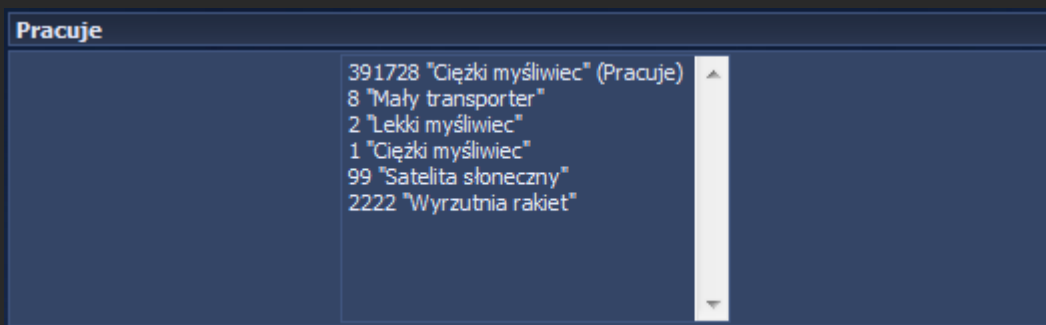 Pracuje
391728 "Ciężki myśliwiec" (Pracuje)
8 "Mały transporter"
2 "Lekki myśliwiec"
1 "Ciężki myśliwiec"
99 "Satelita słoneczny"
2222 "Wyrzutnia rakiet"